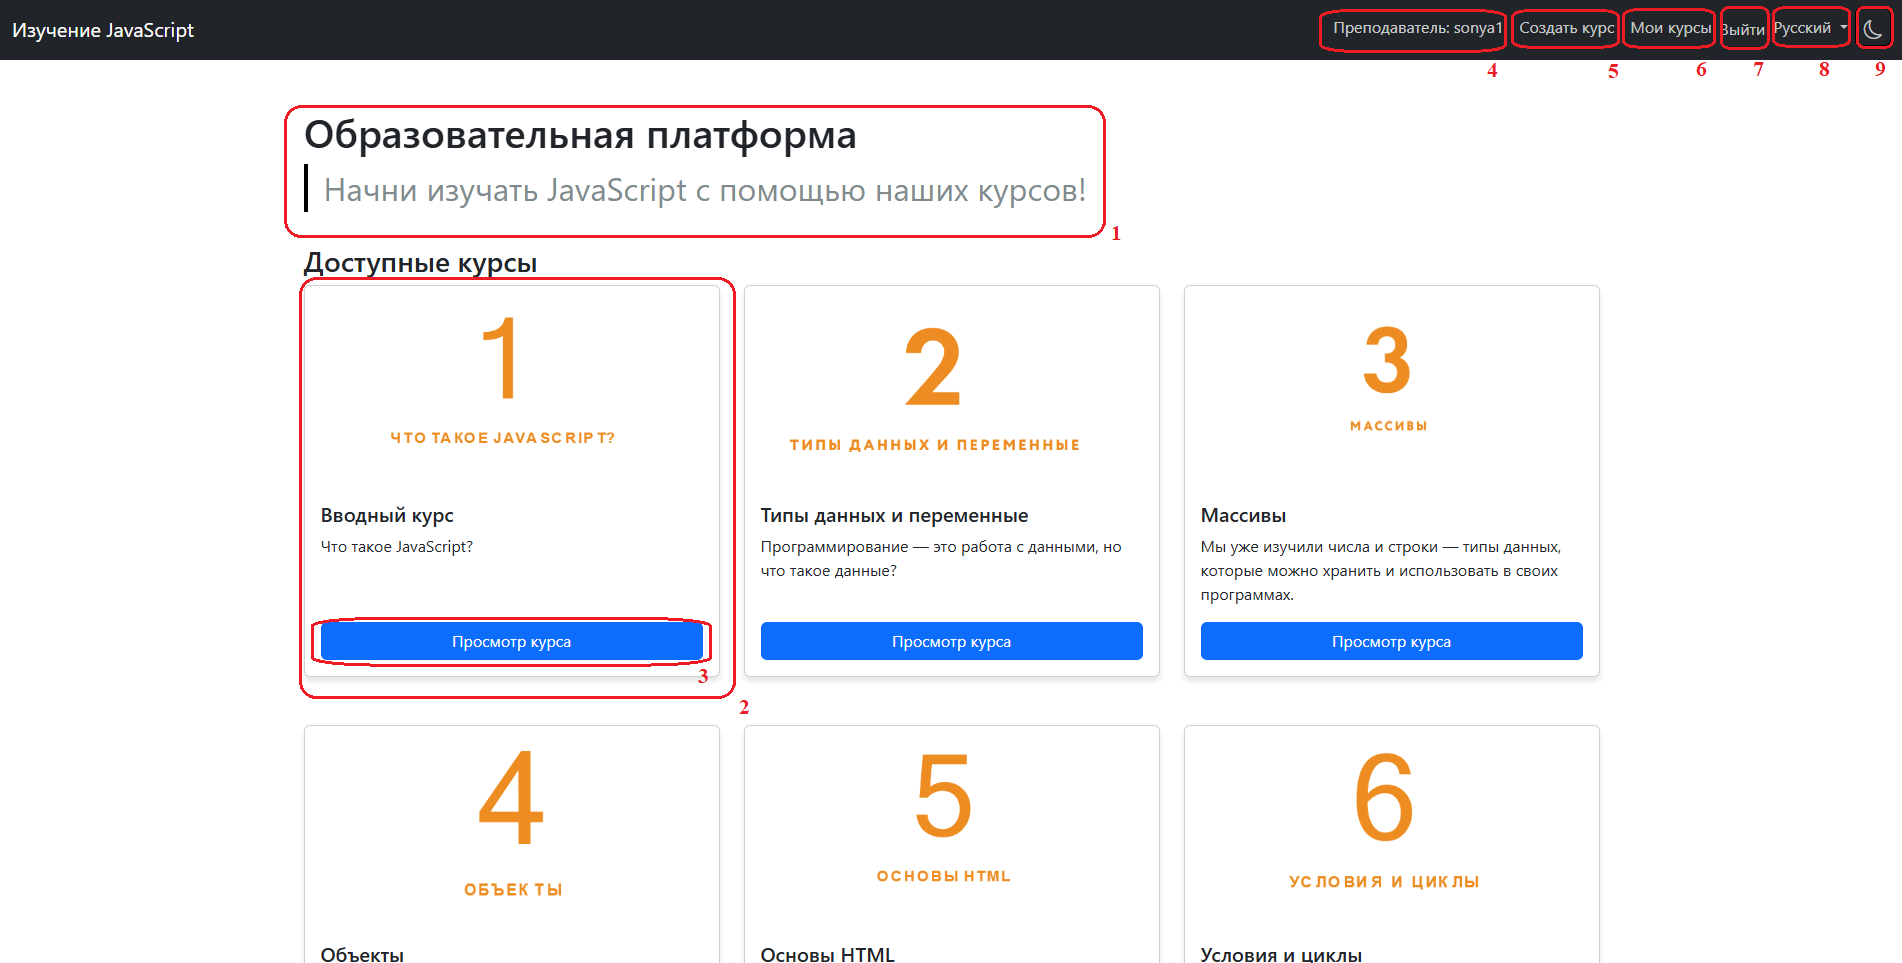 Изучение JavaScript
Преподаватель: sonya1 Создать курс Мои курсы Выйти Русский
4 5 6 7 8 9
Образовательная платформа
Начни изучать JavaScript с помощью наших курсов!
1
Доступные курсы
1
ЧТО ТАКОЕ JAVASCRIPT?
Вводный курс
Что такое JavaScript?
Просмотр курса
3
2
2
ТИПЫ ДАННЫХ И ПЕРЕМЕННЫЕ
Типы данных и переменные
Программирование — это работа с данными, но
что такое данные?
Просмотр курса
3
МАССИВЫ
Массивы
Мы уже изучили числа и строки — типы данных,
которые можно хранить и использовать в своих
программах.
Просмотр курса
4
ОБЪЕКТЫ
Объекты
5
ОСНОВЫ HTML
Основы HTML
6
УСЛОВИЯ И ЦИКЛЫ
Условия и циклы